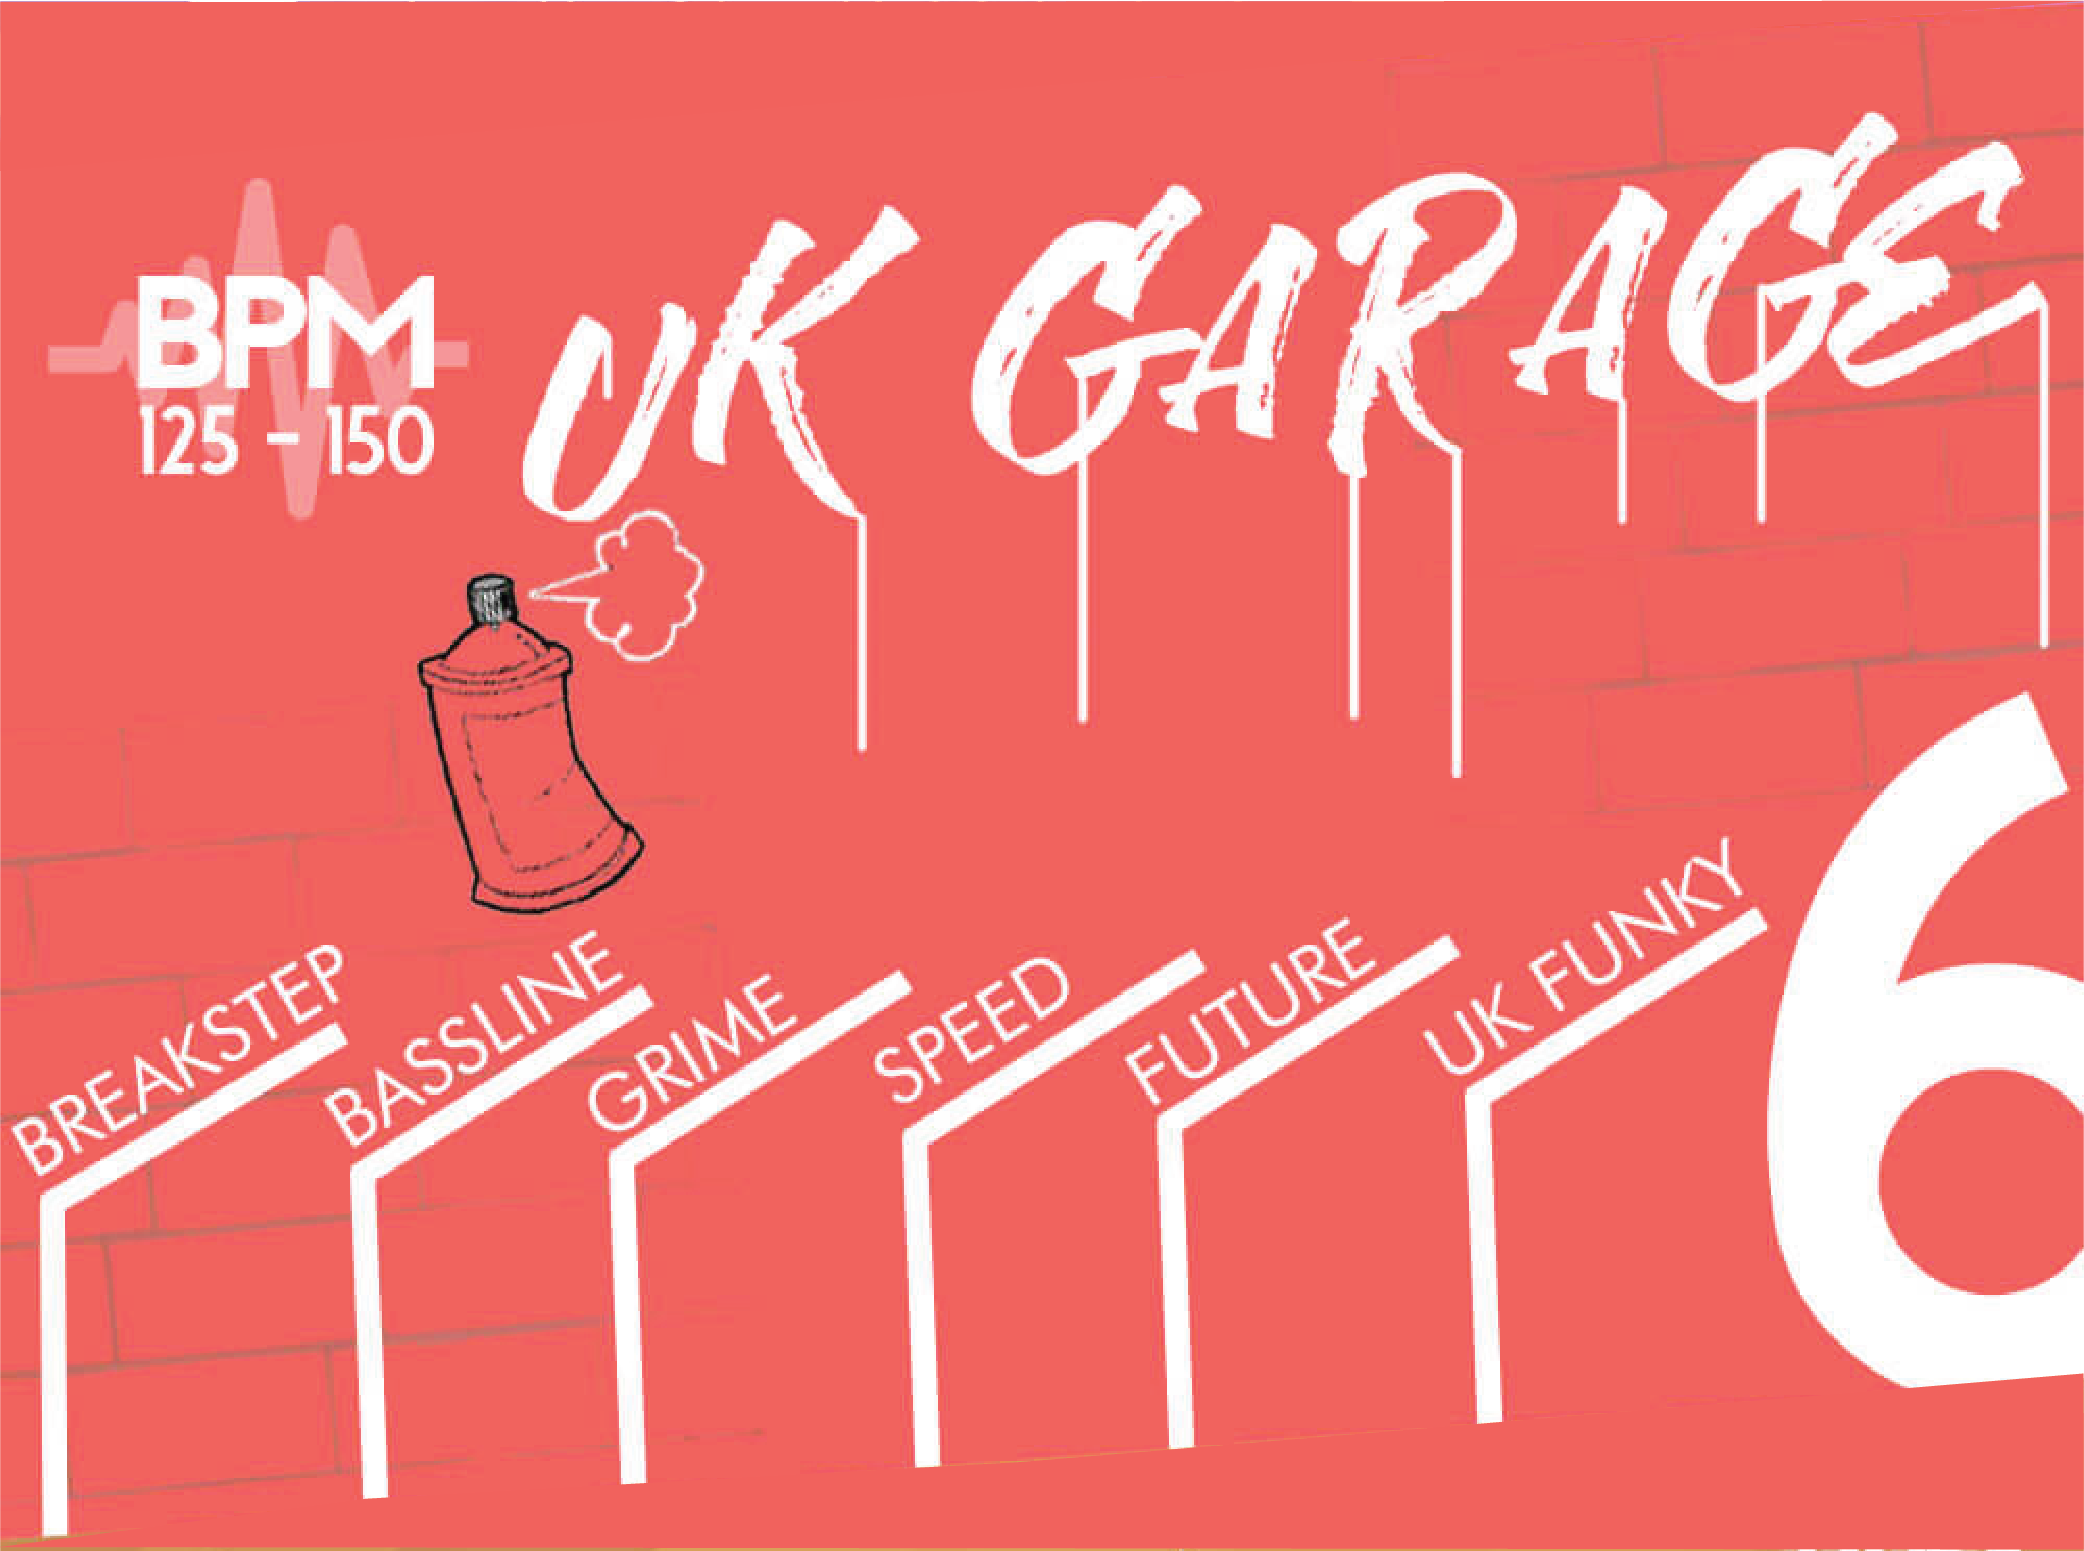 BPM
125 - 150
UK GARAGE
BREAKSTEP
BASSLINE
GRIME
SPEED
FUTURE
UK FUNKY
6